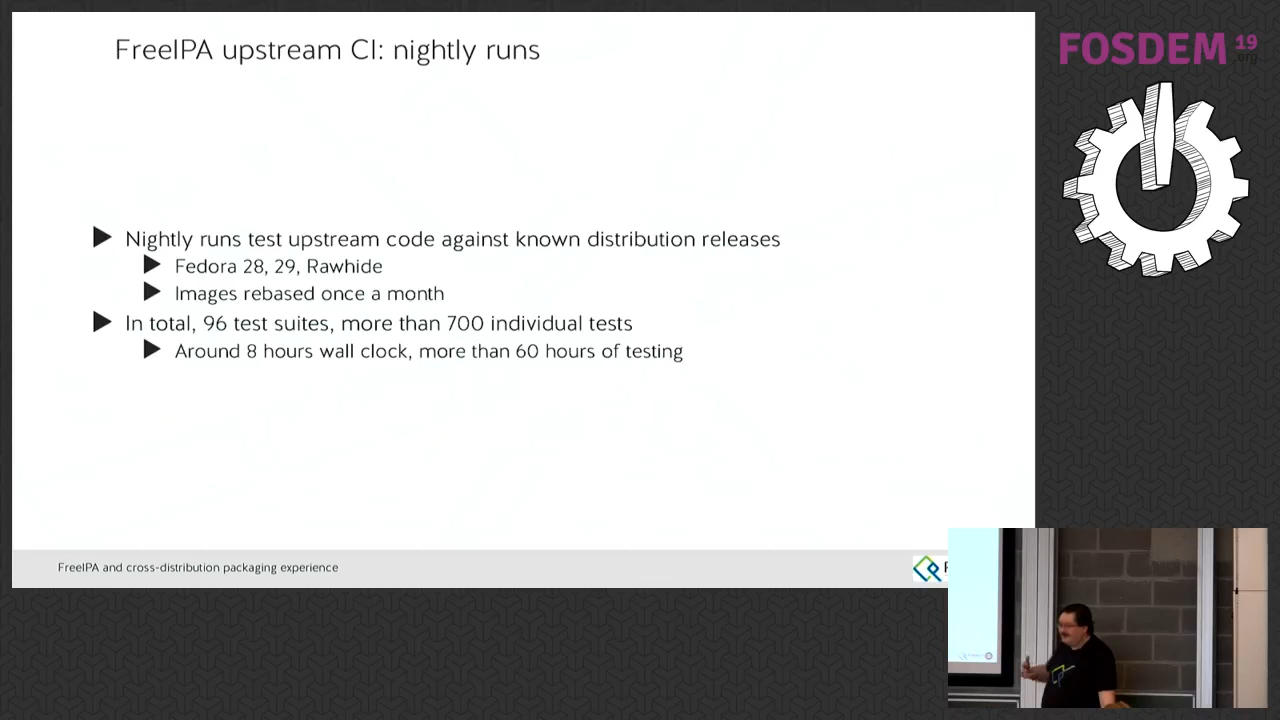 FreeIPA upstream CI: nightly runs
FOSDEM 19
.org
Nightly runs test upstream code against known distribution releases
Fedora 28, 29, Rawhide
Images rebased once a month
In total, 96 test suites, more than 700 individual tests
Around 8 hours wall clock, more than 60 hours of testing
FreeIPA and cross-distribution packaging experience